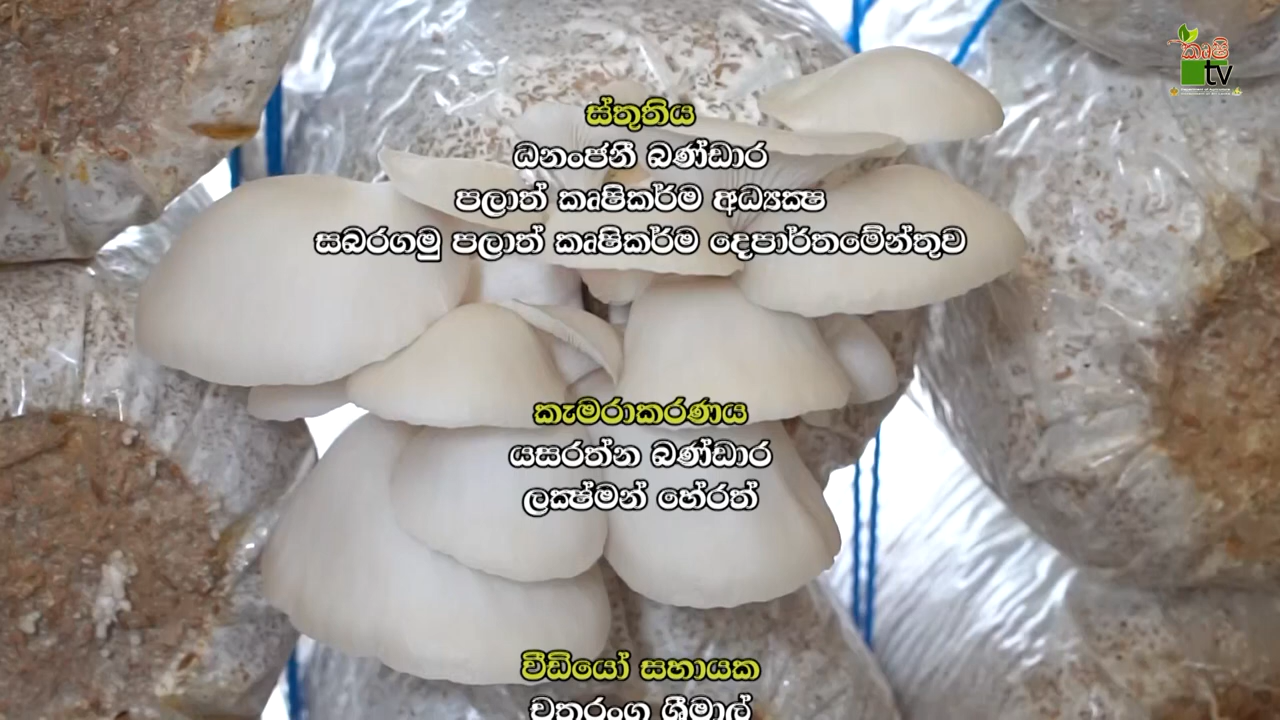 කෘෂි
tv
ස්තූතිය
ධනංජනී බණ්ඩාර
පලාත් කෘෂිකර්ම අධ්‍යක්ෂ
සබරගමු පලාත් කෘෂිකර්ම දෙපාර්තමේන්තුව
කැමරාකරණය
යසරත්න බණ්ඩාර
ලක්ෂ්මන් හේරත්
වීඩියෝ සහායක
චතුරංග ශ්‍රීමාල්